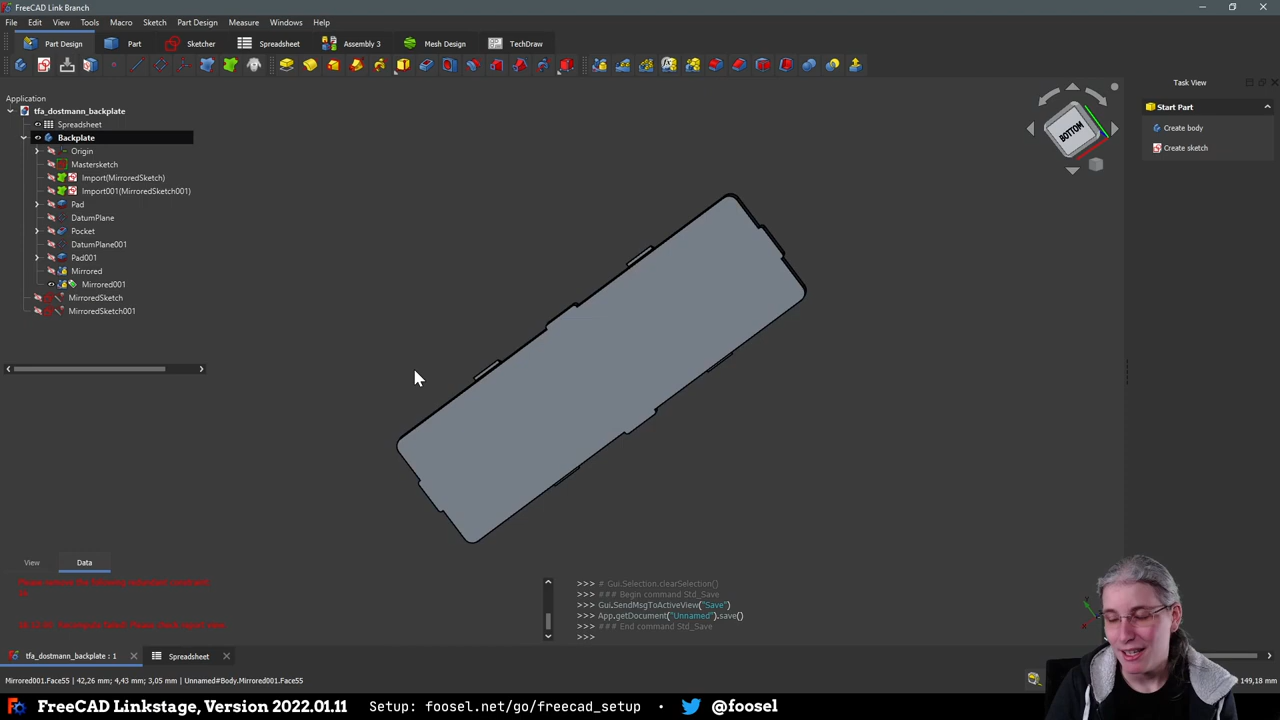 FreeCAD Link Branch
File Edit View Tools Macro Sketch Part Design Measure Windows Help
Part Design Part Sketcher Spreadsheet Assembly 3 Mesh Design TechDraw
Application
tfa_dostmann_backplate
Spreadsheet
Backplate
Origin
Mastersketch
Import(MirroredSketch)
Import001(MirroredSketch001)
Pad
DatumPlane
Pocket
DatumPlane001
Pad001
Mirrored
Mirrored001
MirroredSketch
MirroredSketch001
BOTTOM
Task View
Start Part
Create body
Create sketch
View Data
>>> # Gui.Selection.clearSelection()
>>> ### Begin command Std_Save
>>> Gui.SendMsgToActiveView("Save")
>>> App.getDocument("Unnamed").save()
>>> ### End command Std_Save
>>>
tfa_dostmann_backplate : 1 Spreadsheet
Mirrored001.Face55 | 42,26 mm; 4,43 mm; 3,05 mm; | Unnamed#Body.Mirrored001.Face55
149,18 mm
FreeCAD Linkstage, Version 2022.01.11 Setup: foosel.net/go/freecad_setup @foosel